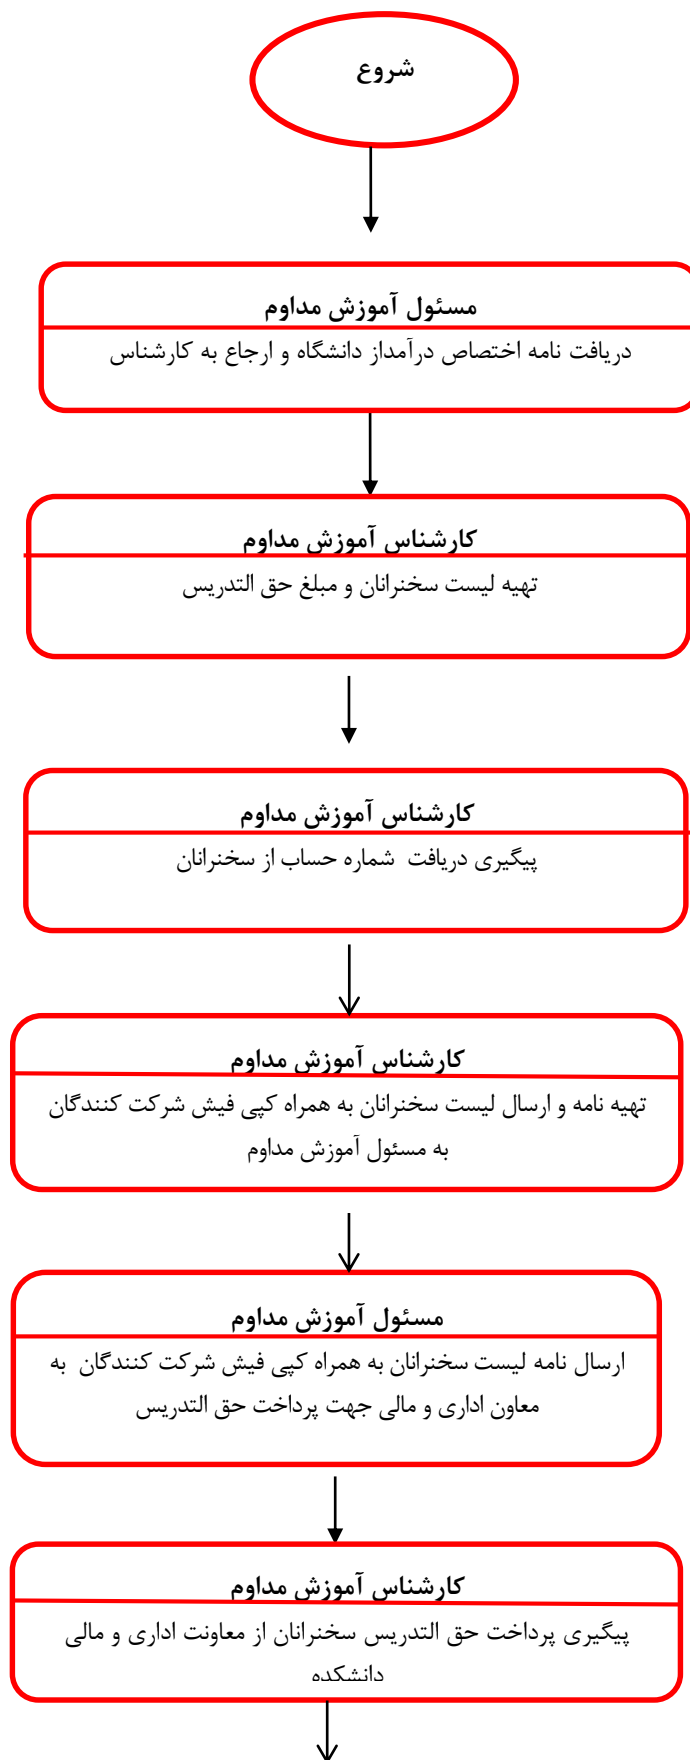 شروع
مسئول آموزش مداوم
دریافت نامه اختصاص درآمداز دانشگاه و ارجاع به کارشناس
کارشناس آموزش مداوم
تهیه لیست سخنرانان و مبلغ حق التدریس
کارشناس آموزش مداوم
پیگیری دریافت شماره حساب از سخنرانان
کارشناس آموزش مداوم
تهیه نامه و ارسال لیست سخنرانان به همراه کپی فیش شرکت کنندگان
به مسئول آموزش مداوم
مسئول آموزش مداوم
ارسال نامه لیست سخنرانان به همراه کپی فیش شرکت کنندگان به
معاون اداری و مالی جهت پرداخت حق التدریس
کارشناس آموزش مداوم
پیگیری پرداخت حق التدریس سخنرانان از معاونت اداری و مالی
دانشکده